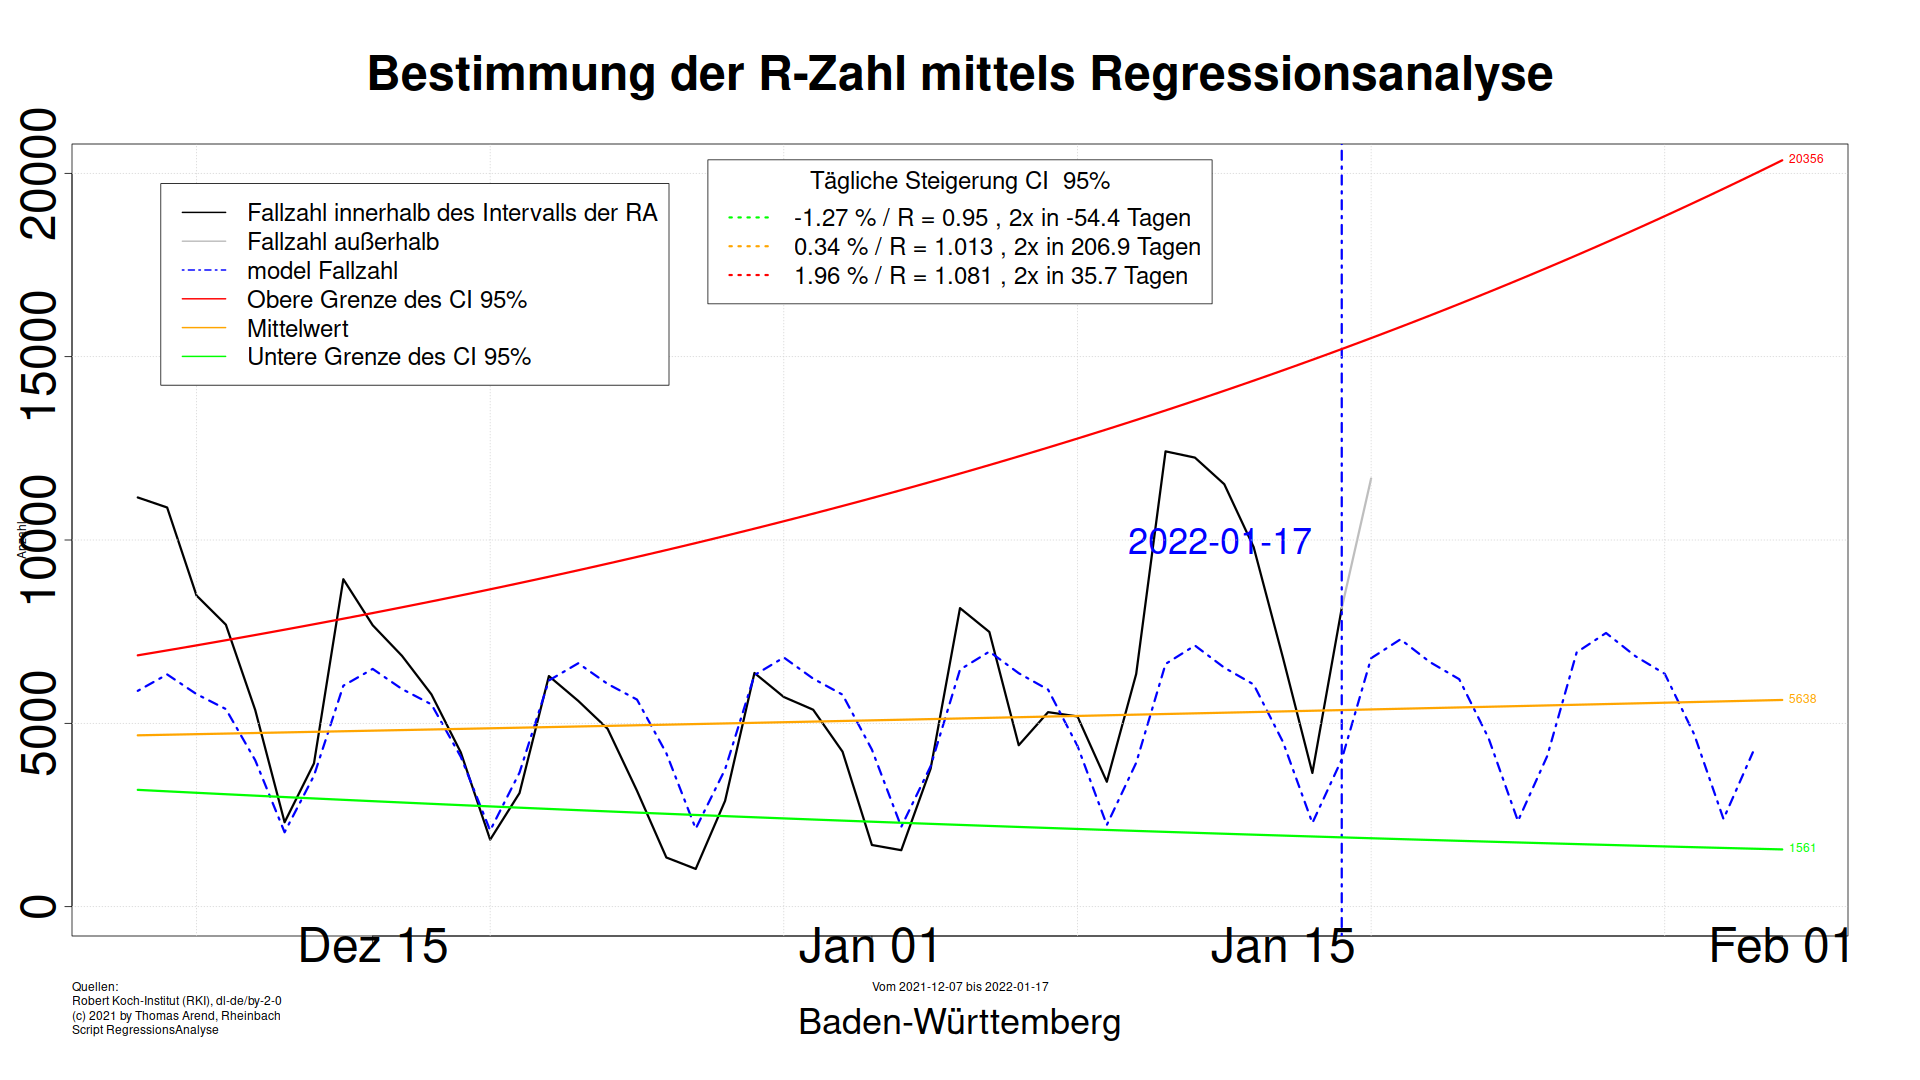 Bestimmung der R-Zahl mittels Regressionsanalyse
20000
15000
10000
5000
0
Anzahl
Fallzahl innerhalb des Intervalls der RA
Fallzahl außerhalb
model Fallzahl
Obere Grenze des CI 95%
Mittelwert
Untere Grenze des CI 95%
Tägliche Steigerung CI 95%
-1.27 % / R = 0.95 , 2x in -54.4 Tagen
0.34 % / R = 1.013 , 2x in 206.9 Tagen
1.96 % / R = 1.081 , 2x in 35.7 Tagen
20356
2022-01-17
5638
1561
Dez 15 Jan 01 Jan 15 Feb 01
Quellen:
Robert Koch-Institut (RKI), dl-de/by-2-0
(c) 2021 by Thomas Arend, Rheinbach
Script RegressionsAnalyse
Vom 2021-12-07 bis 2022-01-17
Baden-Württemberg